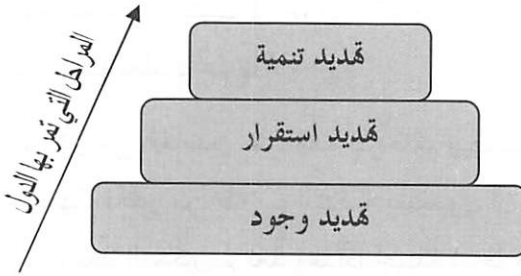 تهديد تنمية
تهديد استقرار
تهديد وجود
المراحل التي تمر بها الدول